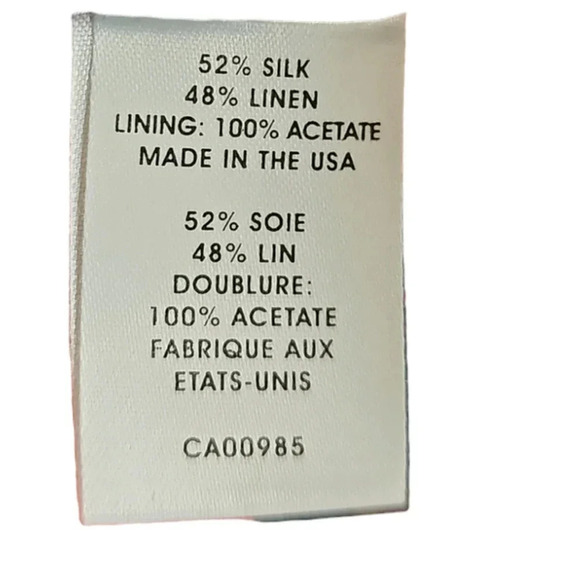 52% SILK
48% LINEN
LINING: 100% ACETATE
MADE IN THE USA
52% SOIE
48% LIN
DOUBLURE:
100% ACETATE
FABRIQUE AUX
ETATS-UNIS
CA00985